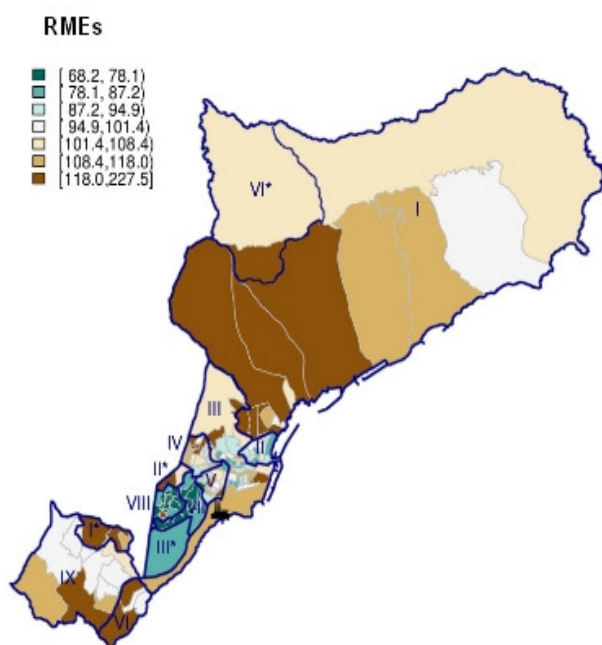 RMEs
[ 68.2, 78.1)
[ 78.1, 87.2)
[ 87.2, 94.9)
[ 94.9,101.4)
[101.4,108.4)
[108.4,118.0)
[118.0,227.5]
VI*
I
III
IV
II
II*
V
VIII
VII
III*
I*
IX
VI